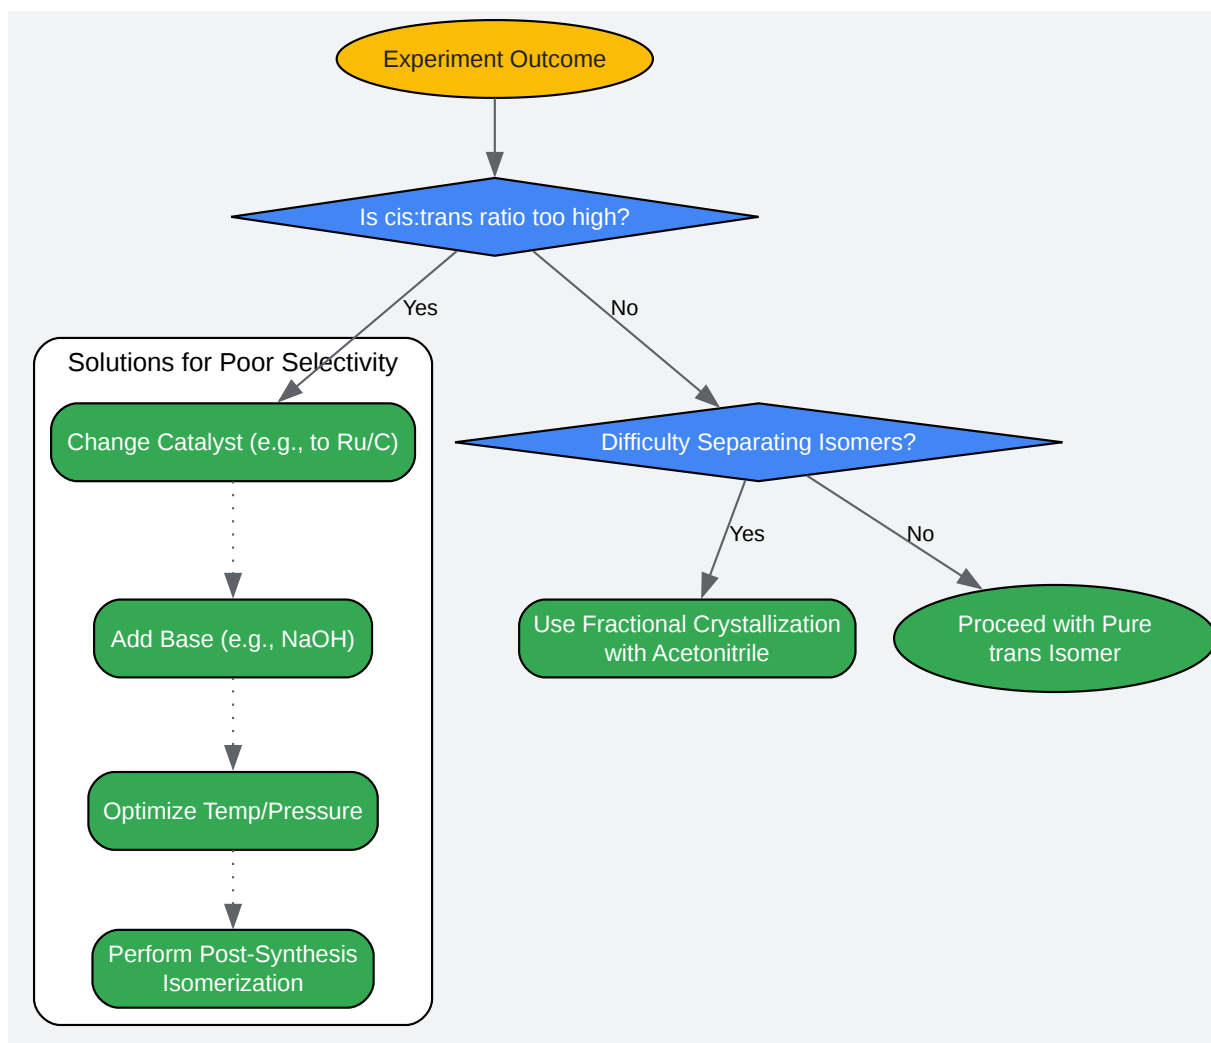 Experiment Outcome
Is cis:trans ratio too high?
Yes
No
Solutions for Poor Selectivity
Change Catalyst (e.g., to Ru/C)
Difficulty Separating Isomers?
Yes
No
Add Base (e.g., NaOH)
Use Fractional Crystallization
with Acetonitrile
Proceed with Pure
trans Isomer
Optimize Temp/Pressure
Perform Post-Synthesis
Isomerization